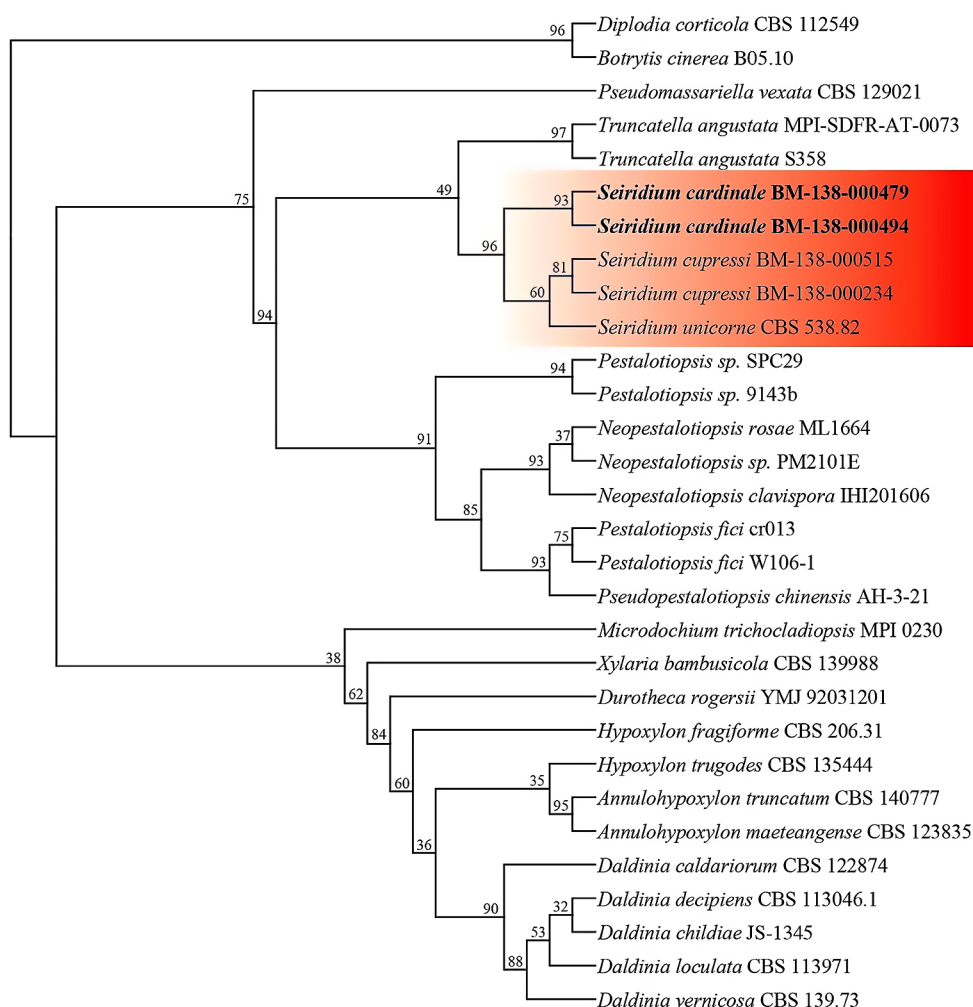 96
Diplodia corticola CBS 112549
Botrytis cinerea B05.10
Pseudomassariella vexata CBS 129021
97
Truncatella angustata MPI-SDFR-AT-0073
Truncatella angustata S358
75
49
93
Seiridium cardinale BM-138-000479
Seiridium cardinale BM-138-000494
96
81
Seiridium cupressi BM-138-000515
60
Seiridium cupressi BM-138-000234
94
Seiridium unicorne CBS 538.82
94
Pestalotiopsis sp. SPC29
Pestalotiopsis sp. 9143b
91
37
Neopestalotiopsis rosae ML1664
93
Neopestalotiopsis sp. PM2101E
Neopestalotiopsis clavispora IHI201606
85
75
Pestalotiopsis fici cr013
93
Pestalotiopsis fici W106-1
Pseudopestalotiopsis chinensis AH-3-21
38
Microdochium trichocladiopsis MPI 0230
62
Xylaria bambusicola CBS 139988
84
Durotheca rogersii YMJ 92031201
60
Hypoxylon fragiforme CBS 206.31
35
Hypoxylon trugodes CBS 135444
95
Annulohypoxylon truncatum CBS 140777
Annulohypoxylon maeteangense CBS 123835
36
Daldinia caldariorum CBS 122874
90
32
Daldinia decipiens CBS 113046.1
53
Daldinia childiae JS-1345
88
Daldinia loculata CBS 113971
Daldinia vernicosa CBS 139.73